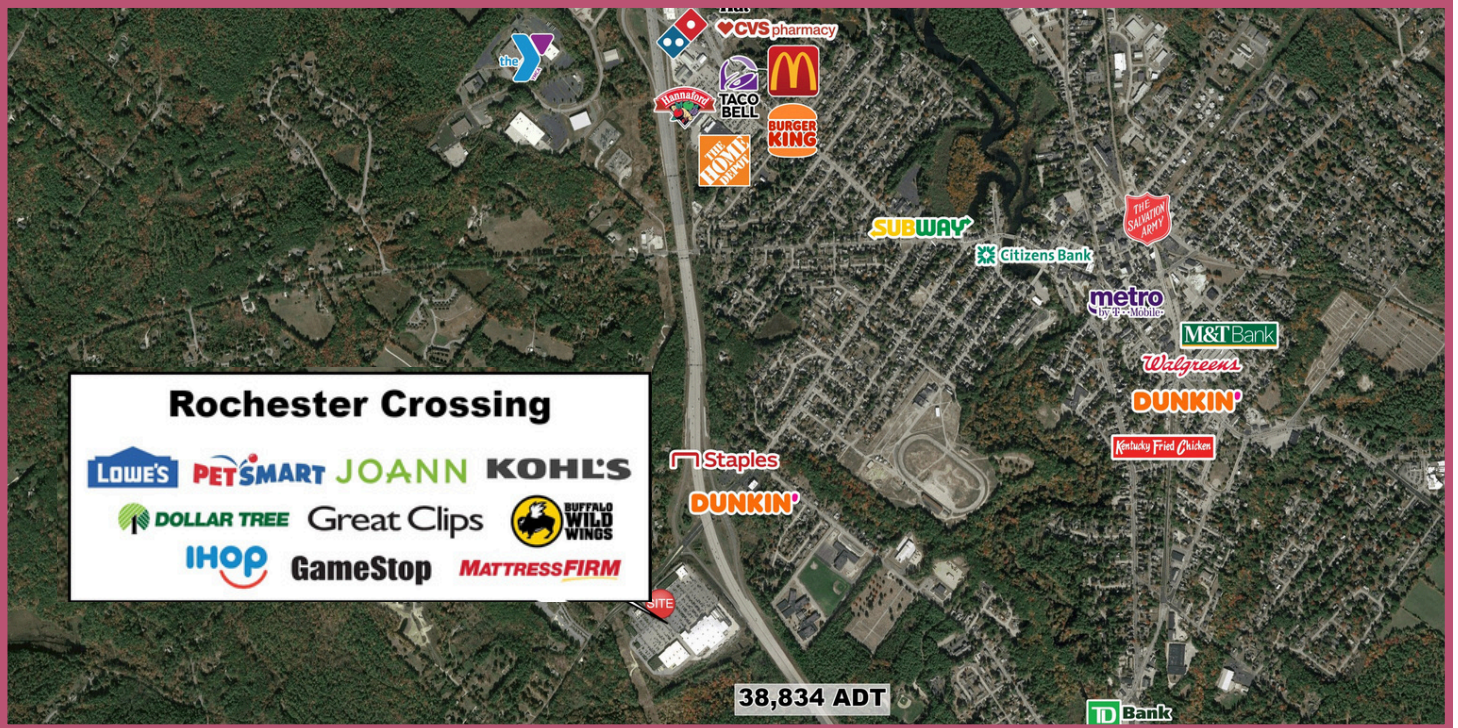 the
YMCA
CVS pharmacy
Hannaford
TACO
BELL
BURGER
KING
THE
HOME
DEPOT
SUBWAY
Citizens Bank
THE
SALVATION
ARMY
metro
by T-Mobile
M&T Bank
Walgreens
DUNKIN'
Kentucky Fried Chicken
Staples
DUNKIN'
Rochester Crossing
LOWE'S PETSMART JOANN KOHL'S
DOLLAR TREE Great Clips BUFFALO
WILD
WINGS
IHOP GameStop MATTRESSFIRM
SITE
38,834 ADT
TD Bank